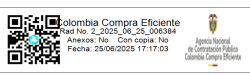 Colombia Compra Eficiente
Rad No. 2_2025_06_25_006384
Anexos: No Con copia: No
Fecha: 25/06/2025 17:17:03
Agencia Nacional
de Contratación Pública
Colombia Compra Eficiente